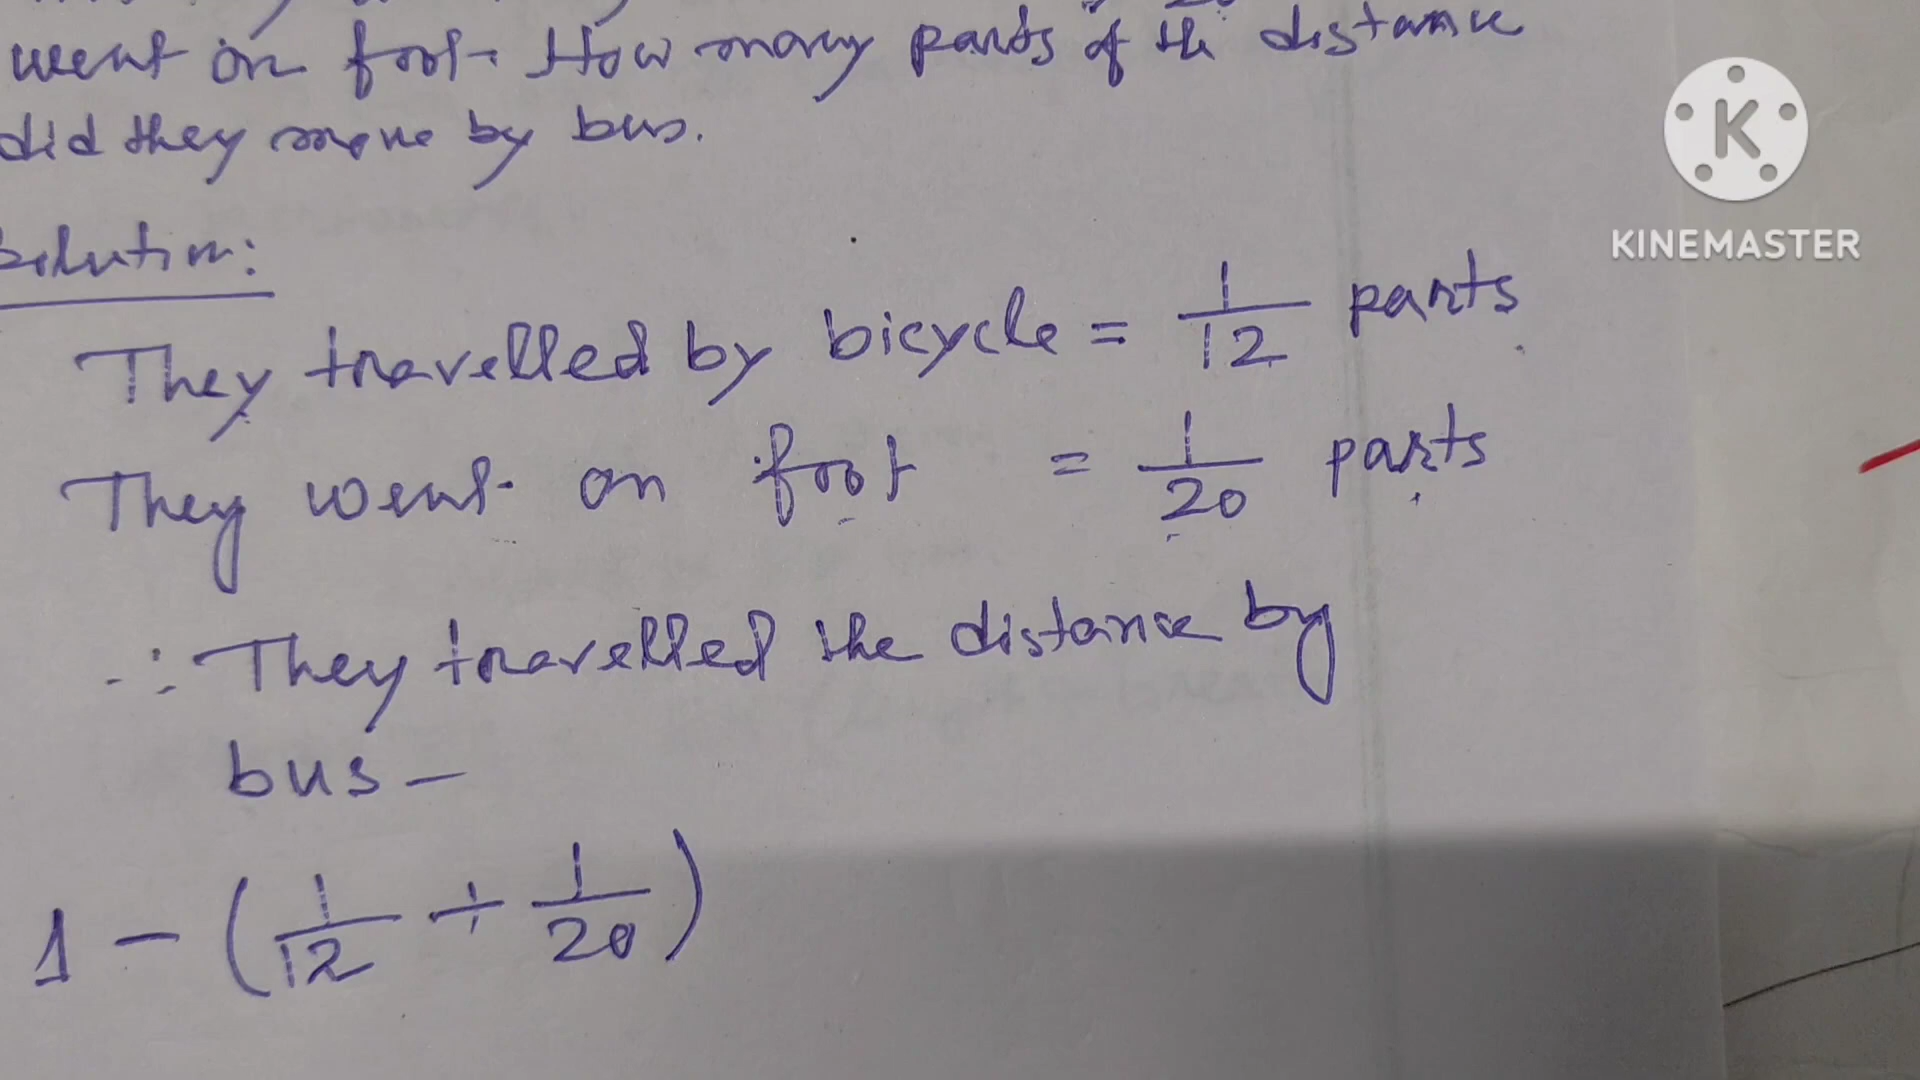 went on foot. How many parts of the distance
did they move by bus.
K
KINEMASTER
Solution:
They travelled by bicycle = 1/12 parts
They went on foot = 1/20 parts
∴ They travelled the distance by
bus –
1 - (1/12 + 1/20)